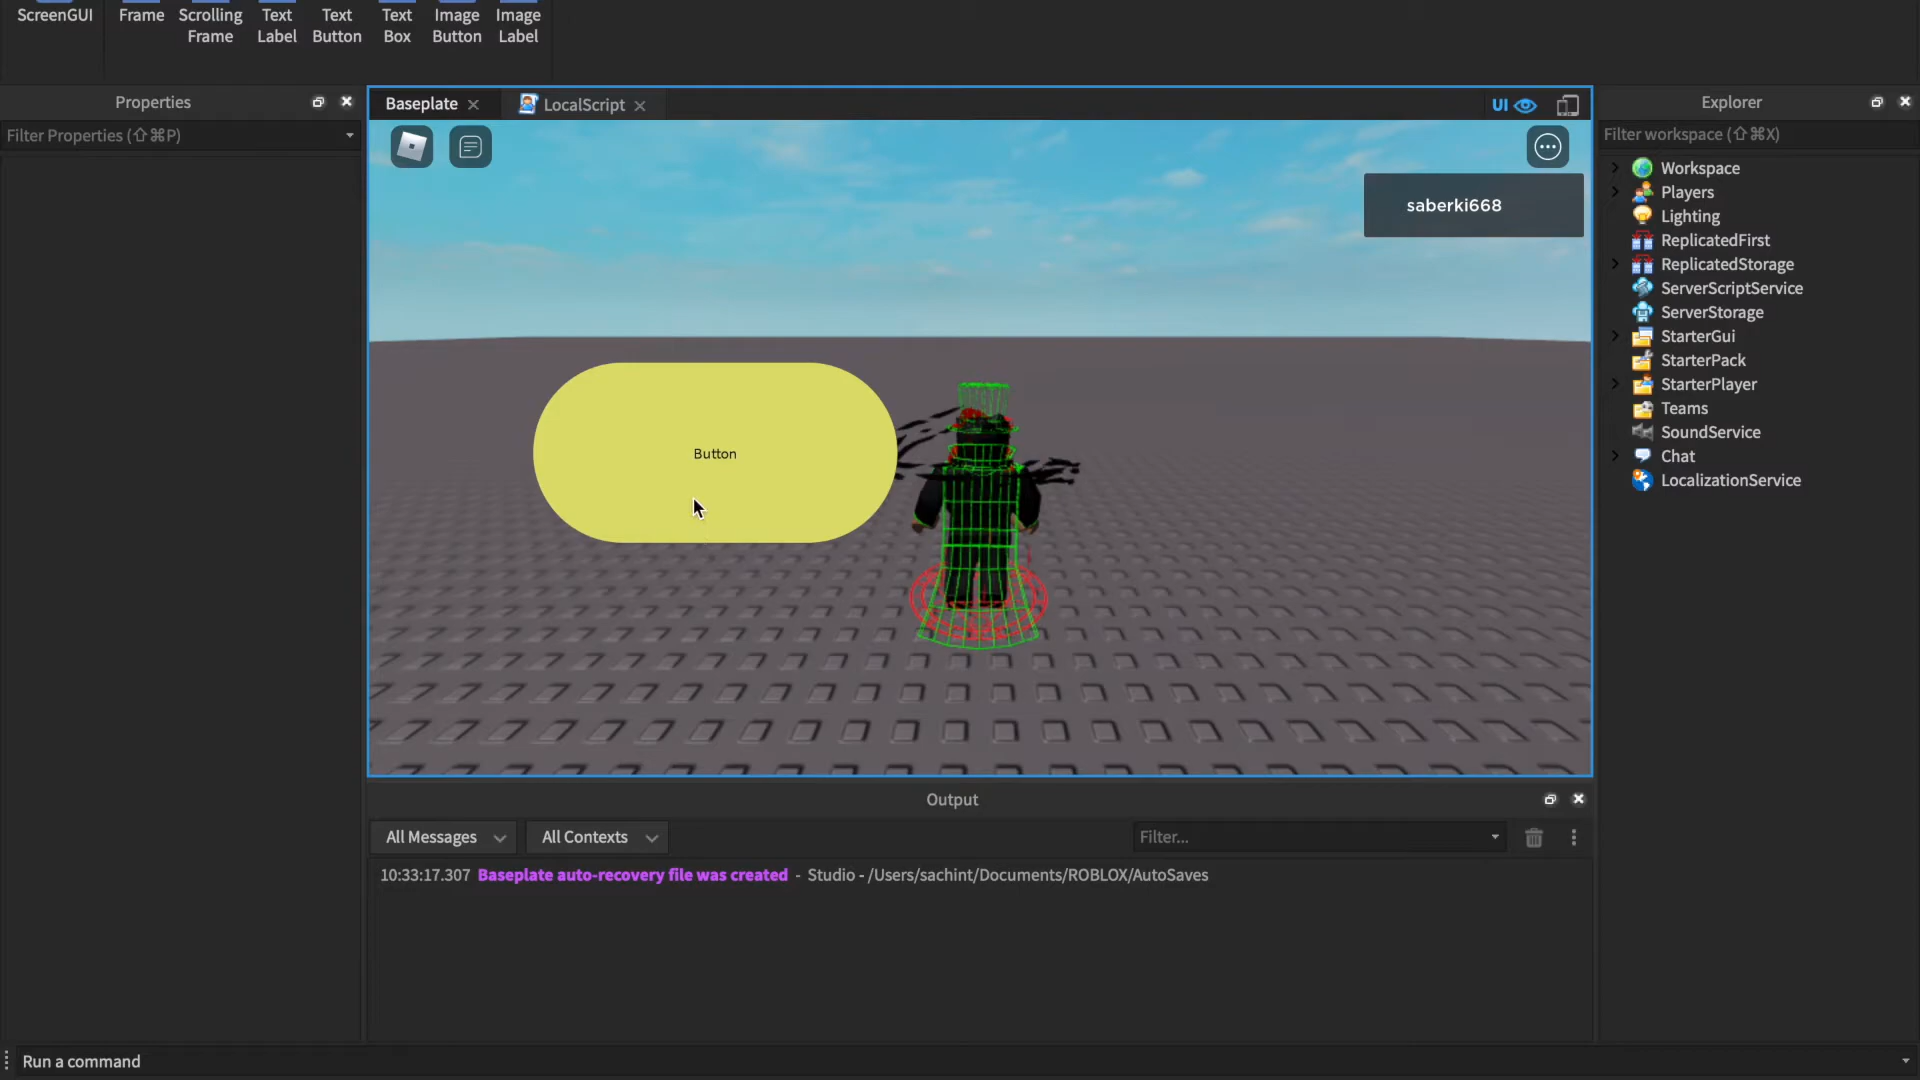 ScreenGUI
Frame
Scrolling
Frame
Text
Label
Text
Button
Text
Box
Image
Button
Image
Label
Properties
Filter Properties (⇧⌘P)
Baseplate
LocalScript
UI
saberki668
Button
Explorer
Filter workspace (⇧⌘X)
Workspace
Players
Lighting
ReplicatedFirst
ReplicatedStorage
ServerScriptService
ServerStorage
StarterGui
StarterPack
StarterPlayer
Teams
SoundService
Chat
LocalizationService
Output
All Messages
All Contexts
Filter...
10:33:17.307 Baseplate auto-recovery file was created - Studio - /Users/sachint/Documents/ROBLOX/AutoSaves
Run a command